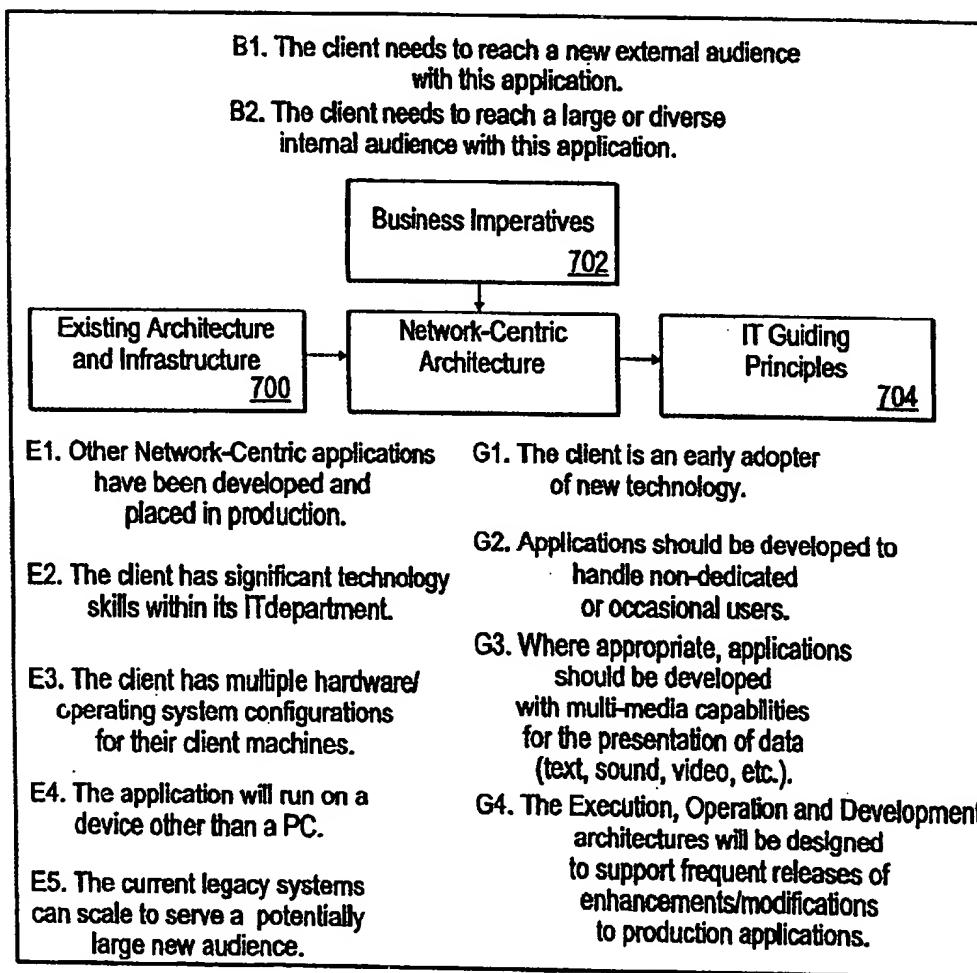 B1. The client needs to reach a new external audience
with this application.
B2. The client needs to reach a large or diverse
internal audience with this application.
Business Imperatives
702
Existing Architecture
and Infrastructure
700
Network-Centric
Architecture
IT Guiding
Principles
704
E1. Other Network-Centric applications
have been developed and
placed in production.
E2. The client has significant technology
skills within its ITdepartment.
E3. The client has multiple hardware/
operating system configurations
for their client machines.
E4. The application will run on a
device other than a PC.
E5. The current legacy systems
can scale to serve a potentially
large new audience.
G1. The client is an early adopter
of new technology.
G2. Applications should be developed to
handle non-dedicated
or occasional users.
G3. Where appropriate, applications
should be developed
with multi-media capabilities
for the presentation of data
(text, sound, video, etc.).
G4. The Execution, Operation and Development
architectures will be designed
to support frequent releases of
enhancements/modifications
to production applications.